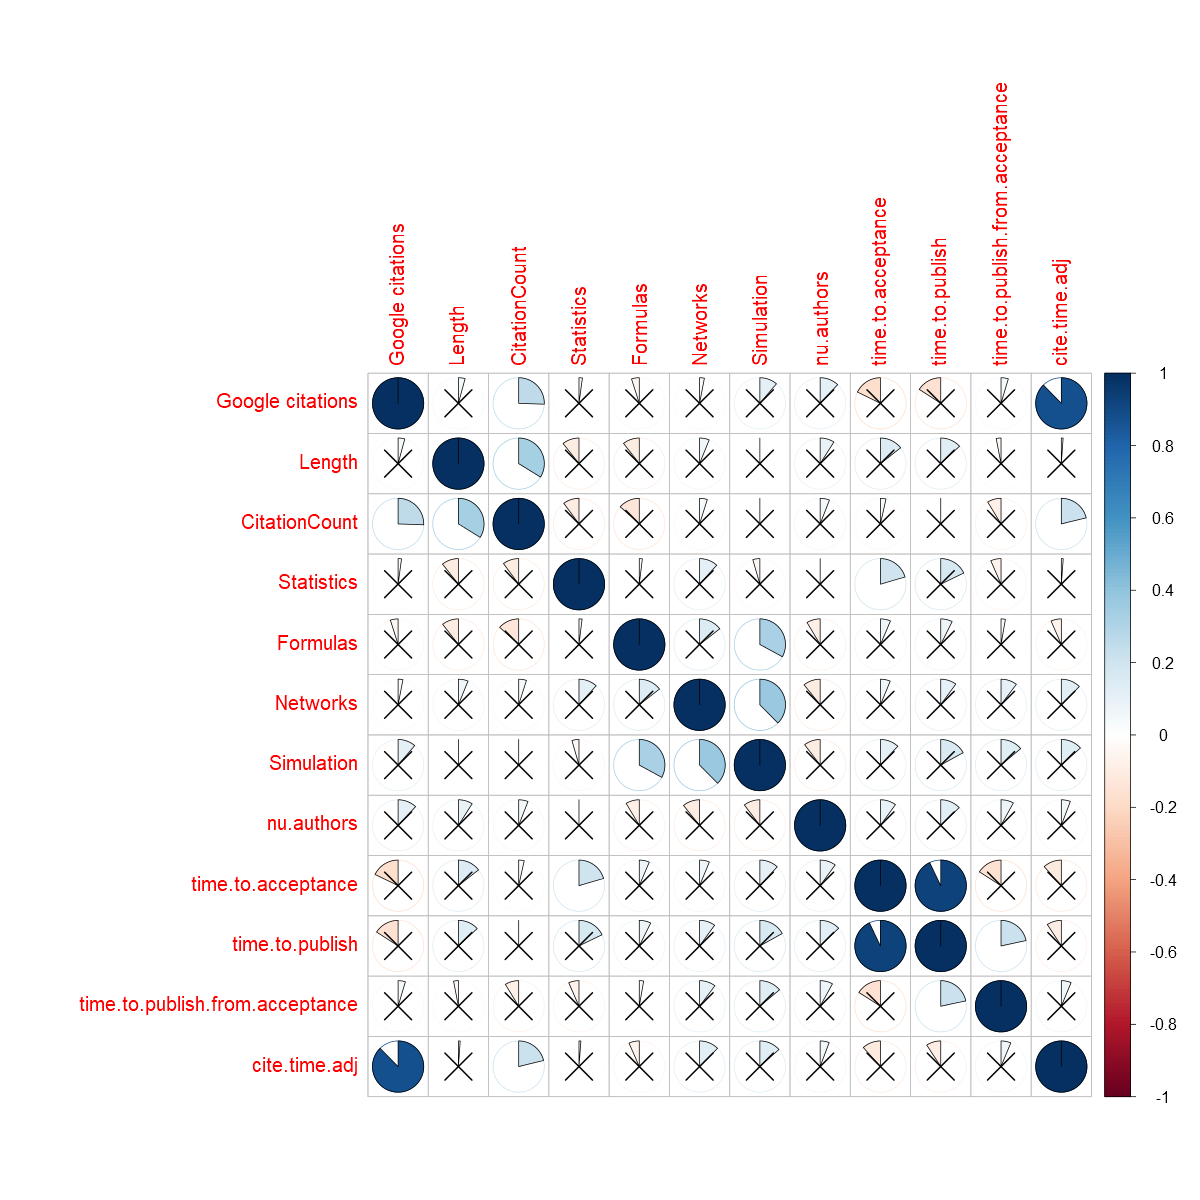 Google citations
Length
CitationCount
Statistics
Formulas
Networks
Simulation
nu.authors
time.to.acceptance
time.to.publish
time.to.publish.from.acceptance
cite.time.adj
Google citations
Length
CitationCount
Statistics
Formulas
Networks
Simulation
nu.authors
time.to.acceptance
time.to.publish
time.to.publish.from.acceptance
cite.time.adj
1
0.8
0.6
0.4
0.2
0
-0.2
-0.4
-0.6
-0.8
-1